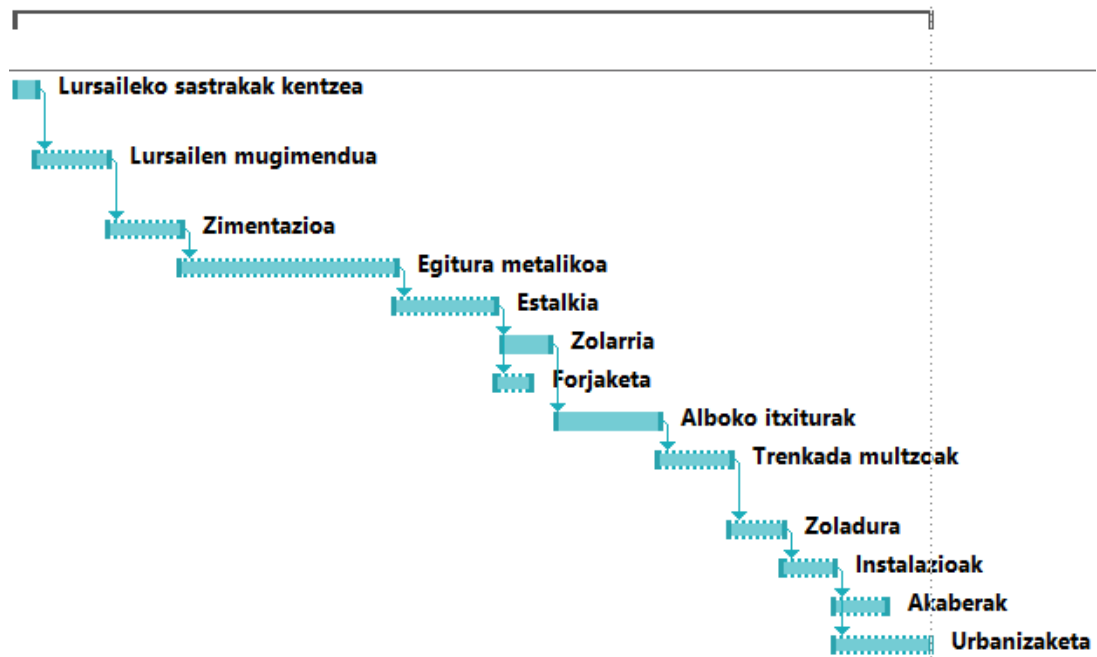 Lursaileko sastrakak kentzea
Lursailen mugimendua
Zimentazioa
Egitura metalikoa
Estalkia
Zolarria
Forjaketa
Alboko itxiturak
Trenkada multzoak
Zoladura
Instalazioak
Akaberak
Urbanizaketa